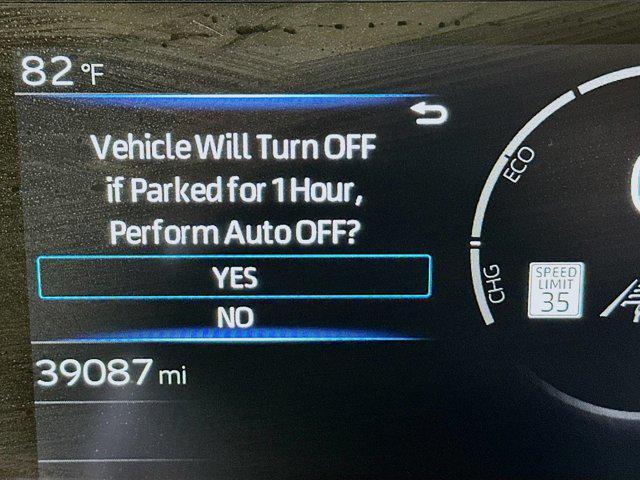 82 °F
Vehicle Will Turn OFF
if Parked for 1 Hour,
Perform Auto OFF?
YES
NO
39087 mi
ECO
CHG
SPEED
LIMIT
35